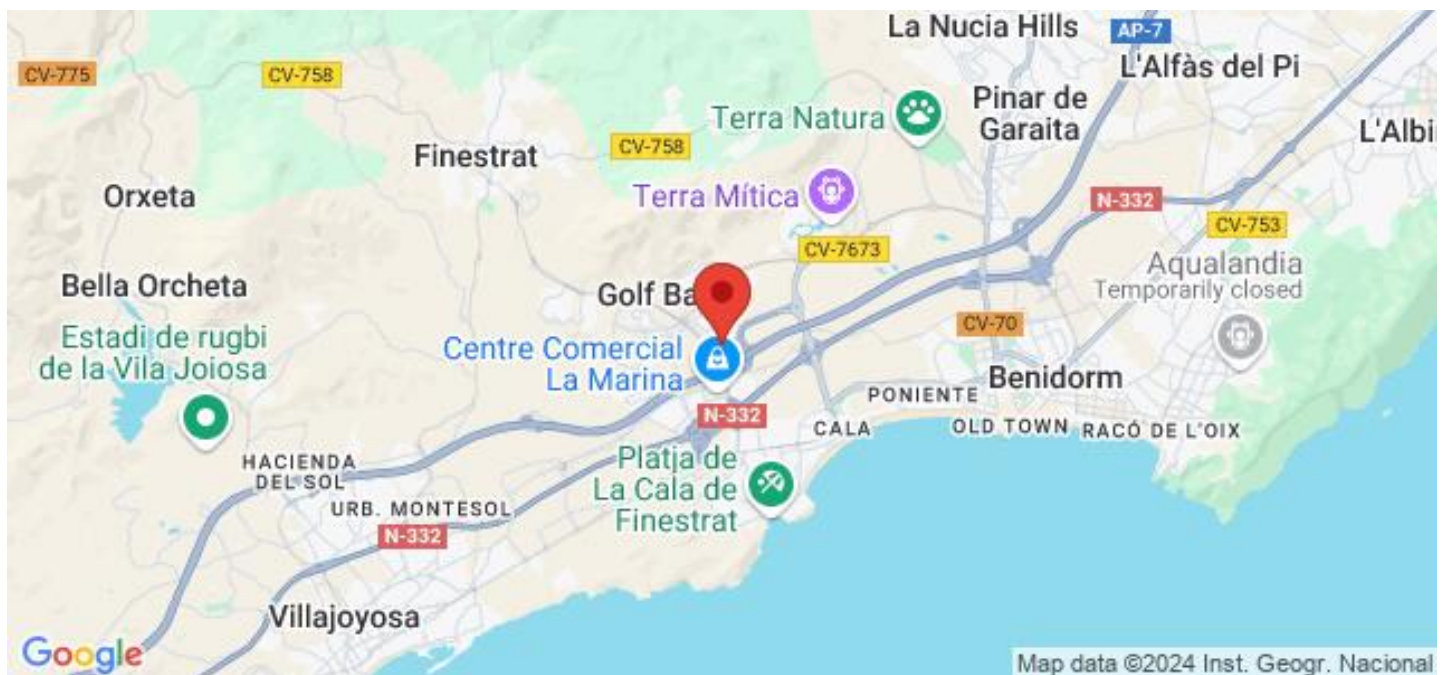 La Nucia Hills
AP-7
CV-775
CV-758
L'Alfàs del Pi
Terra Natura
Pinar de
Garaita
L'Albi
Finestrat
CV-758
Orxeta
Terra Mítica
N-332
CV-753
CV-7673
Bella Orcheta
Golf Ba
Aqualandia
Temporarily closed
Estadi de rugbi
de la Vila Joiosa
Centre Comercial
La Marina
CV-70
Benidorm
PONIENTE
N-332
CALA
OLD TOWN
RACÓ DE L'OIX
HACIENDA
DEL SOL
Platja de
La Cala de
Finestrat
URB. MONTESOL
N-332
Villajoyosa
Google
Map data ©2024 Inst. Geogr. Nacional